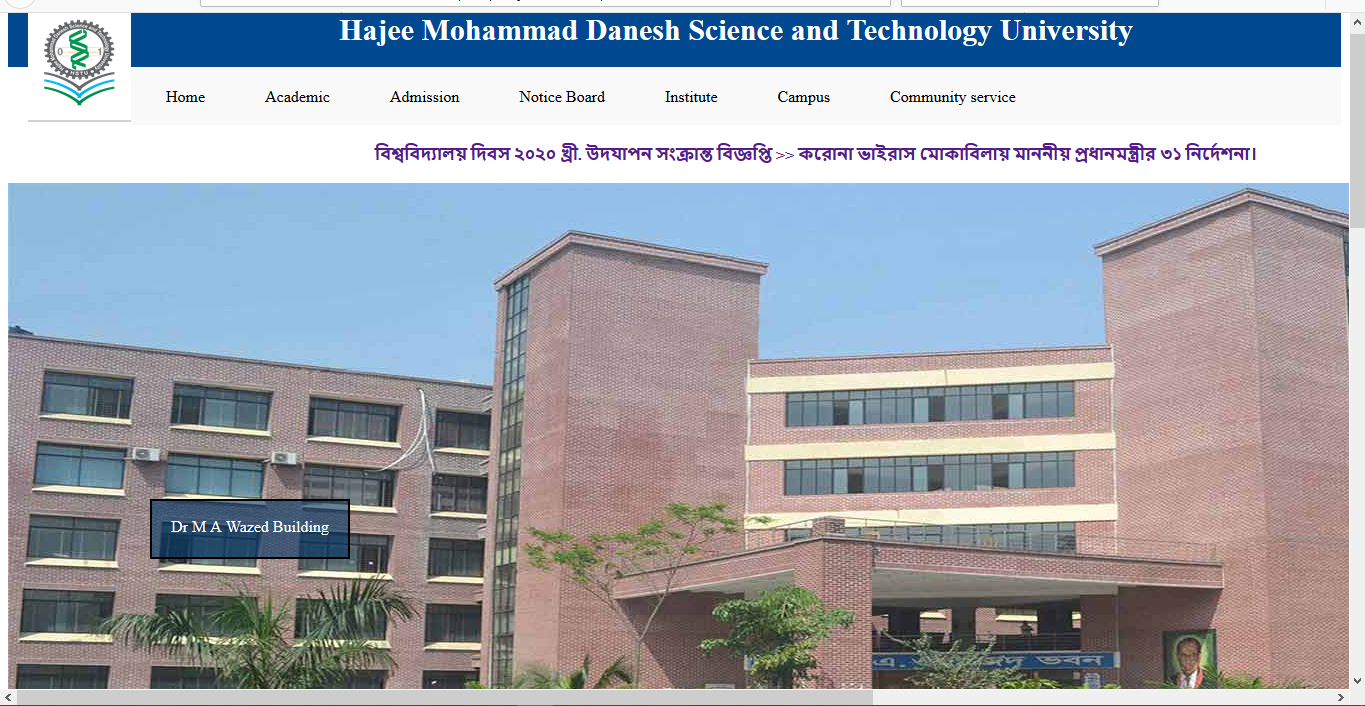 Hajee Mohammad Danesh Science and Technology University
Home Academic Admission Notice Board Institute Campus Community service
বিশ্ববিদ্যালয় দিবস ২০২০ খ্রী. উদযাপন সংক্রান্ত বিজ্ঞপ্তি >> করোনা ভাইরাস মোকাবিলায় মাননীয় প্রধানমন্ত্রীর ৩১ নির্দেশনা।
Dr M A Wazed Building
ভবন